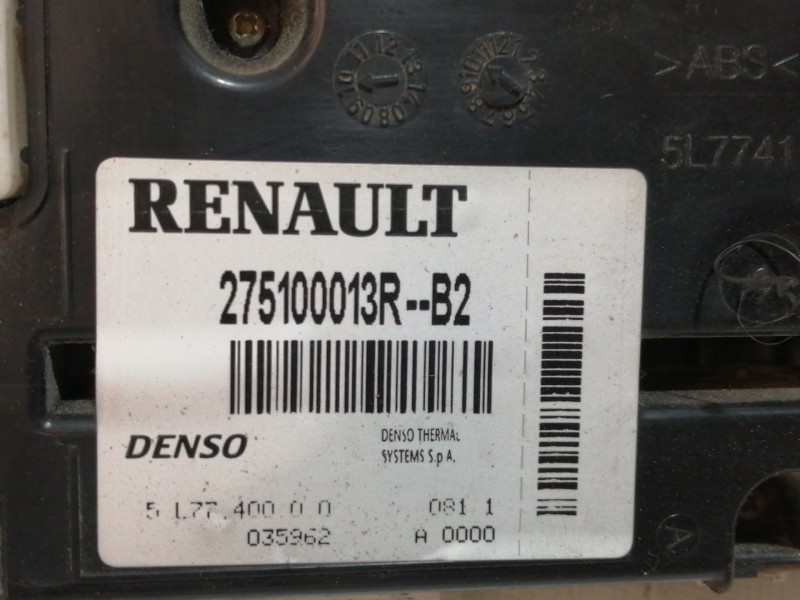 >ABS<
5L7741
RENAULT
275100013R--B2
DENSO
DENSO THERMAL
SYSTEMS S.p A.
5 L77.400.0 0
081 1
035962
A 0000
A